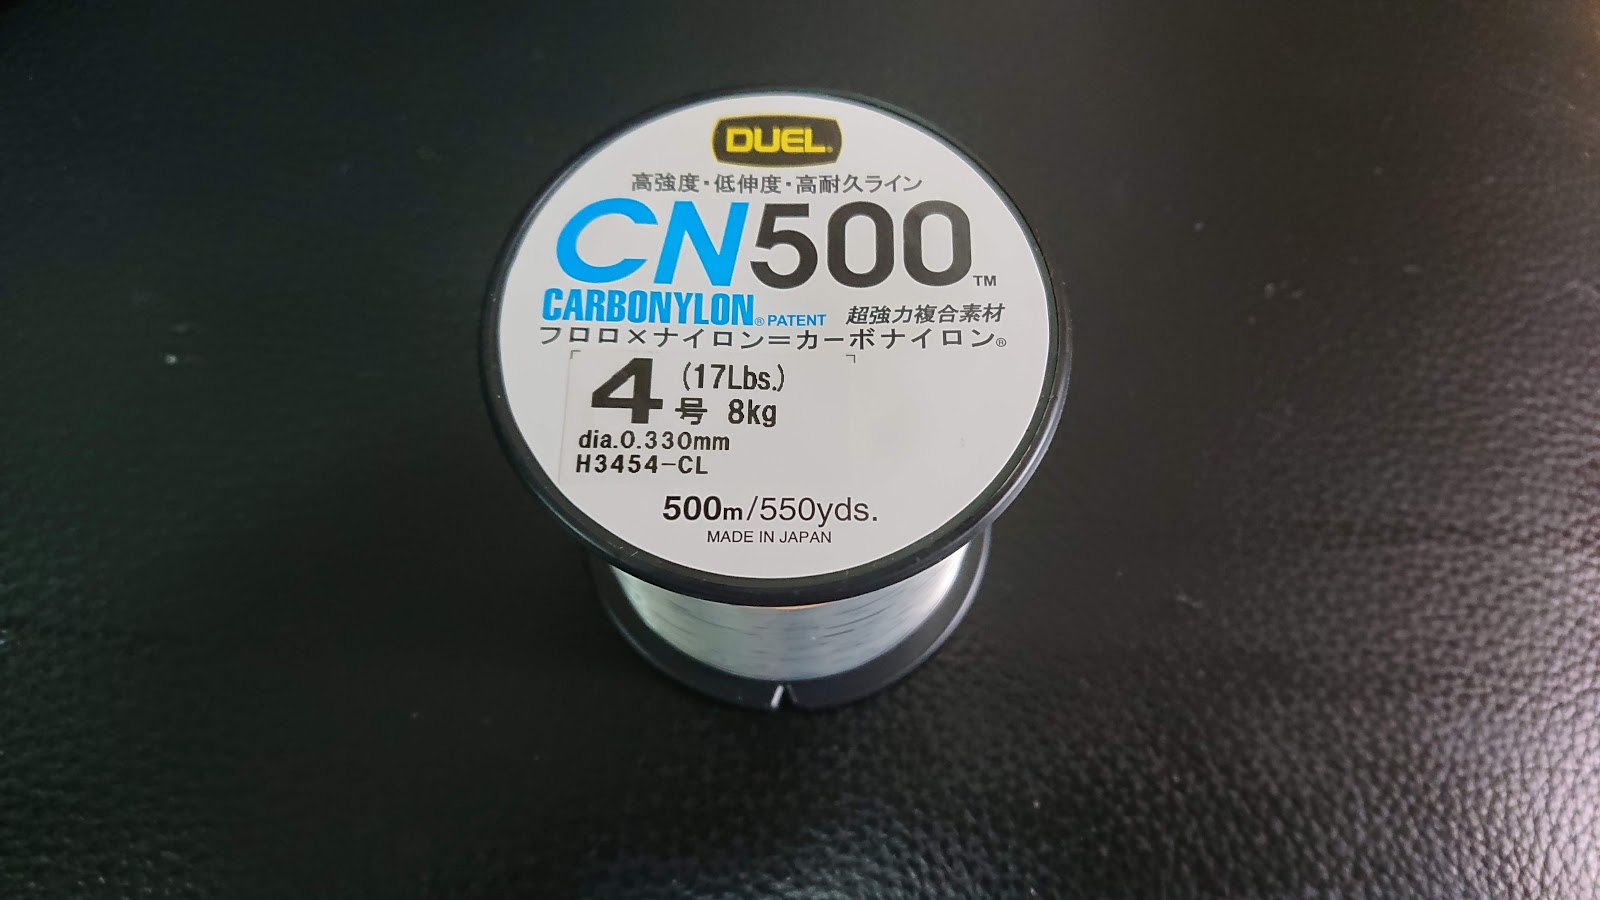 DUEL®
高強度・低伸度・高耐久ライン
CN500™
CARBONYLON® PATENT 超強力複合素材
フロロ×ナイロン=カーボナイロン®
4号 (17Lbs.) 8kg
dia.0.330mm
H3454-CL
500m/550yds.
MADE IN JAPAN